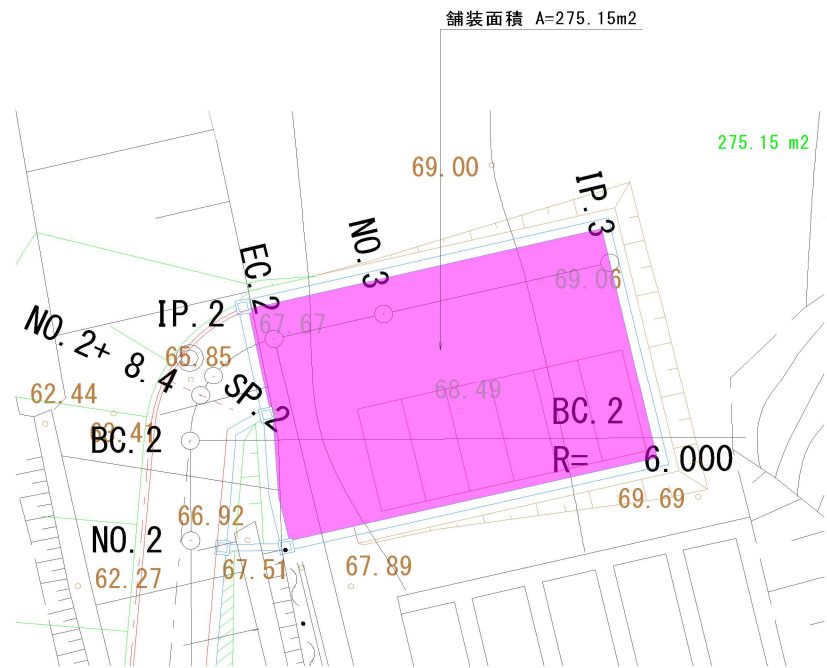 舗装面積 A=275.15m2
275.15 m2
69.00
IP.3
NO.3
EC.2
69.06
IP.2
67.67
NO.2+ 8.4
65.85
SP.2
62.44
68.49
BC.2
63.41
BC.2
R= 6.000
69.69
66.92
NO.2
67.51
67.89
62.27